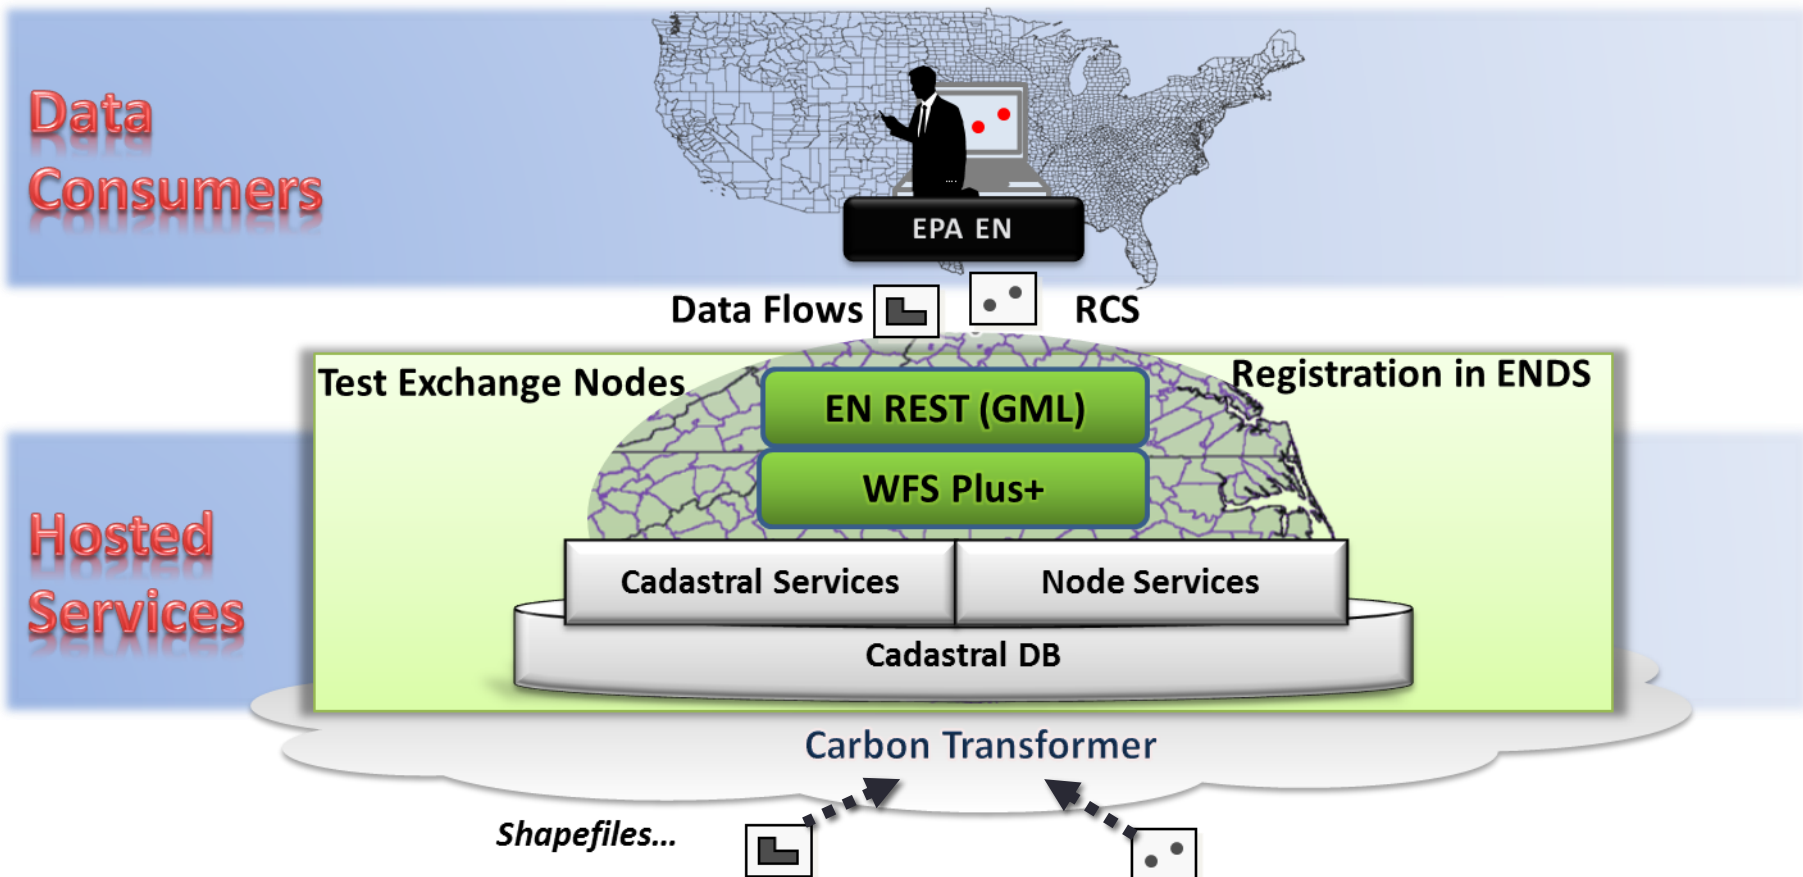 Data
Consumers
EPA EN
Data Flows
RCS
Test Exchange Nodes
Registration in ENDS
EN REST (GML)
WFS Plus+
Hosted
Services
Cadastral Services
Node Services
Cadastral DB
Carbon Transformer
Shapefiles...